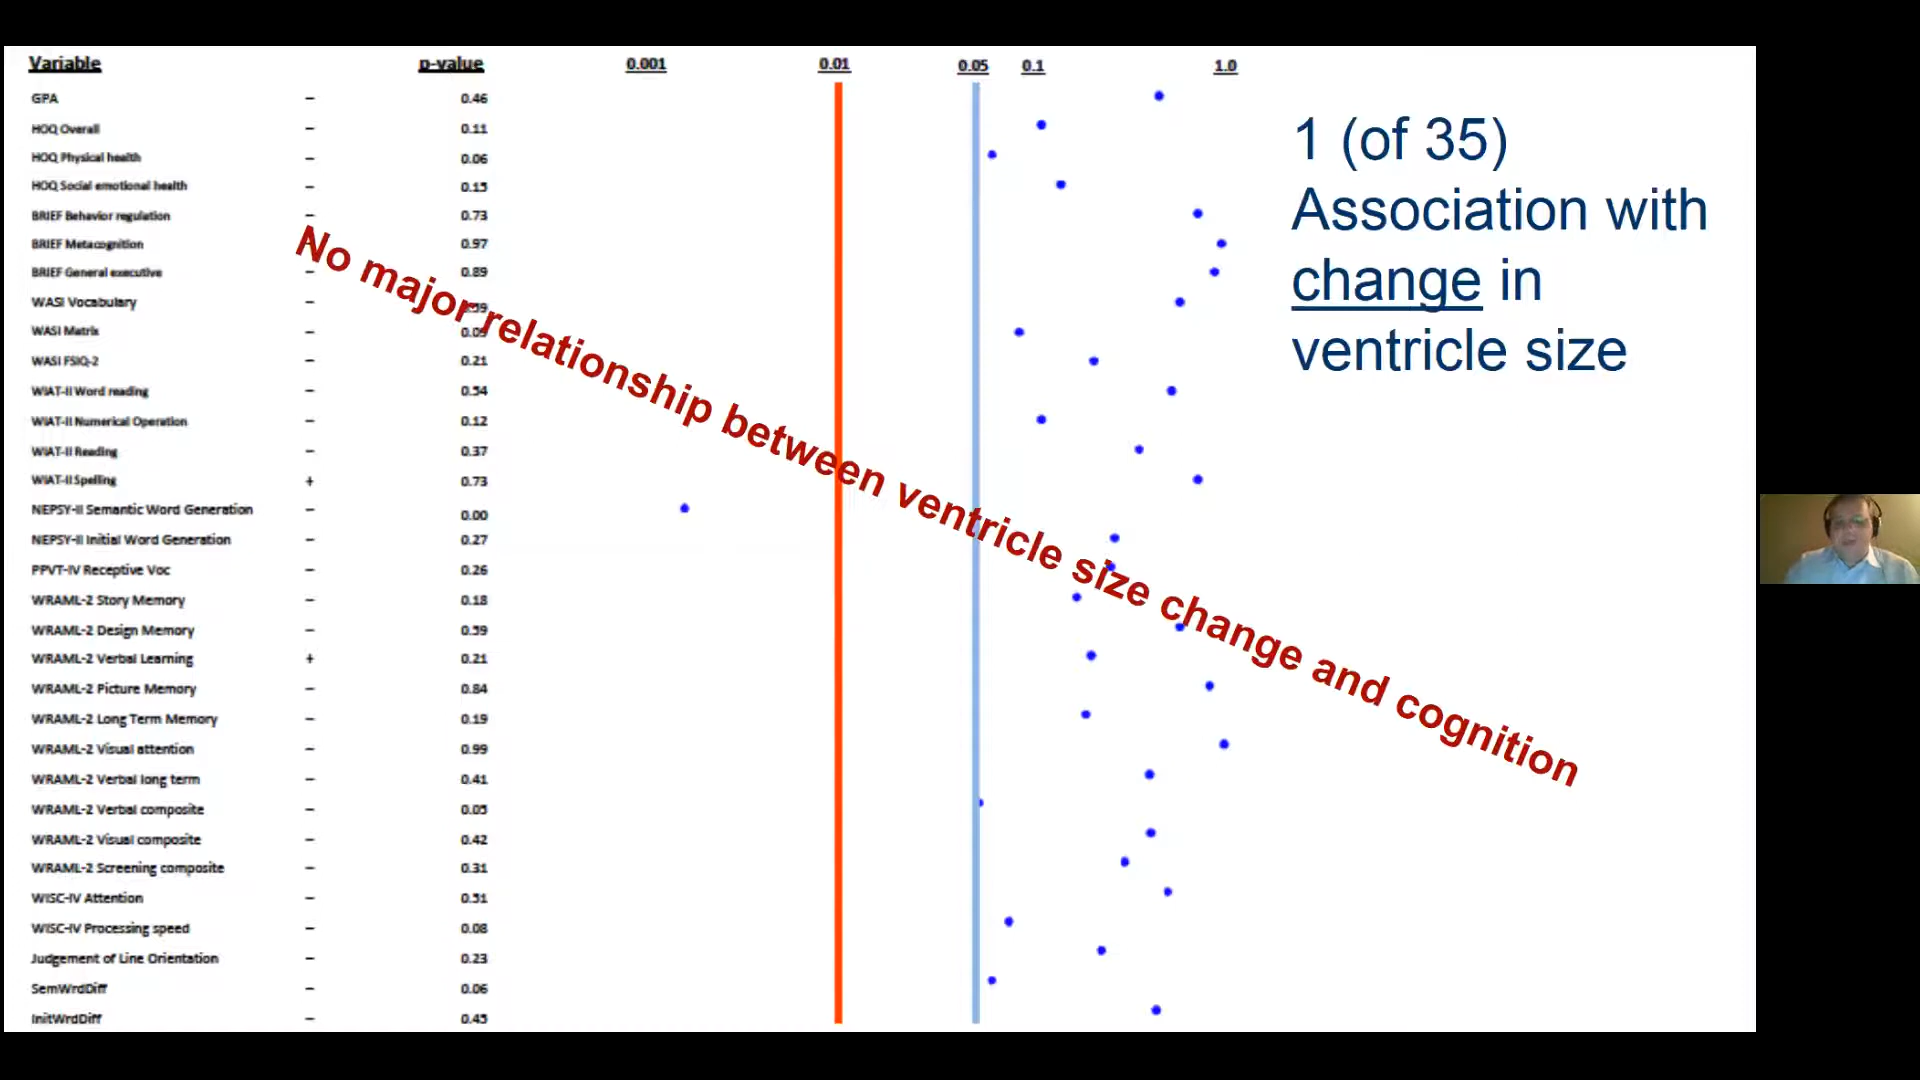 Variable p-value 0.001 0.01 0.05 0.1 1.0
GPA – 0.46
HOQ Overall – 0.11
HOQ Physical health – 0.06
HOQ Social emotional health – 0.15
BRIEF Behavior regulation – 0.73
BRIEF Metacognition – 0.97
BRIEF General executive – 0.89
WASI Vocabulary –
WASI Matrix –
WASI FSIQ-2 – 0.21
WIAT-II Word reading – 0.54
WIAT-II Numerical Operation – 0.12
WIAT-II Reading – 0.37
WIAT-II Spelling + 0.73
NEPSY-II Semantic Word Generation – 0.00
NEPSY-II Initial Word Generation – 0.27
PPVT-IV Receptive Voc – 0.26
WRAML-2 Story Memory – 0.18
WRAML-2 Design Memory – 0.59
WRAML-2 Verbal Learning + 0.21
WRAML-2 Picture Memory – 0.84
WRAML-2 Long Term Memory – 0.19
WRAML-2 Visual attention – 0.99
WRAML-2 Verbal long term – 0.41
WRAML-2 Verbal composite – 0.05
WRAML-2 Visual composite – 0.42
WRAML-2 Screening composite – 0.31
WISC-IV Attention – 0.51
WISC-IV Processing speed – 0.08
Judgement of Line Orientation – 0.23
SemWrdDiff – 0.06
InitWrdDiff – 0.45
No major relationship between ventricle size change and cognition
1 (of 35)
Association with
change in
ventricle size